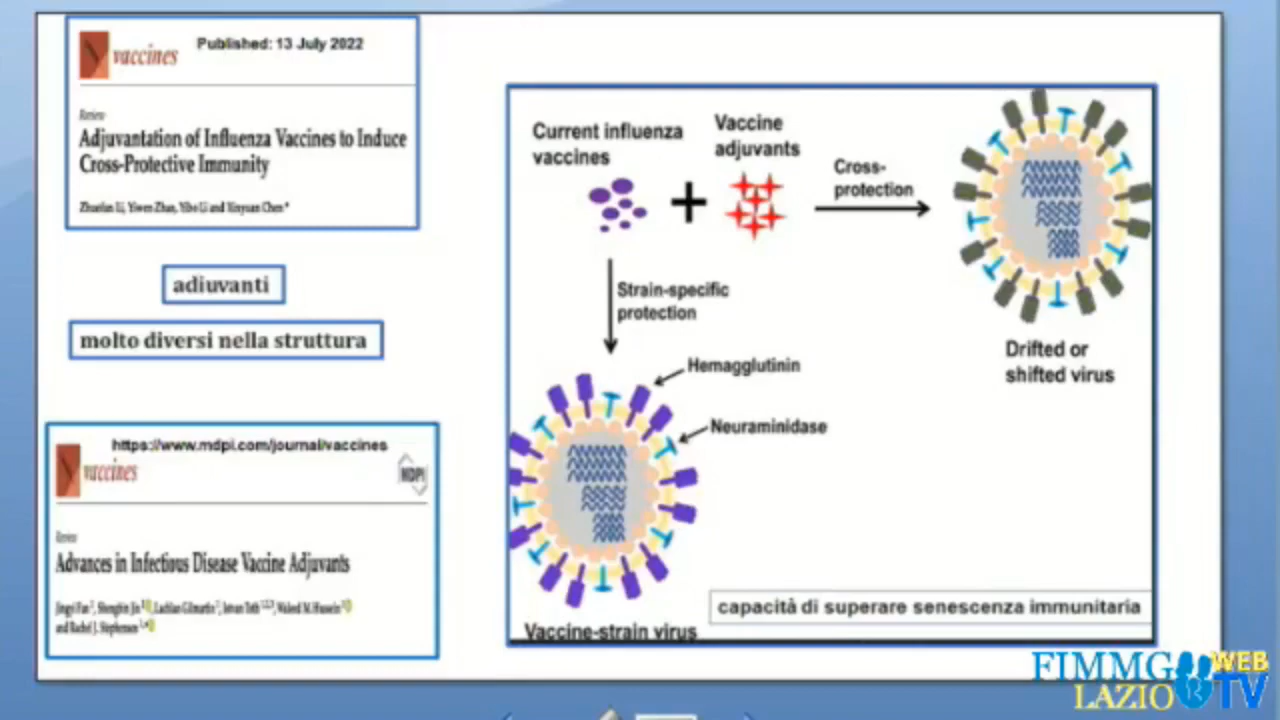 vaccines
Published: 13 July 2022
Review
Adjuvantation of Influenza Vaccines to Induce
Cross-Protective Immunity
Zhuofan Li, Yiwen Zhao, Yibo Li and Xinyuan Chen *
adiuvanti
molto diversi nella struttura
https://www.mdpi.com/journal/vaccines
vaccines
MDPI
Review
Advances in Infectious Disease Vaccine Adjuvants
and Rachel J. Stephenson
Current influenza
vaccines
Vaccine
adjuvants
+
Cross-
protection
Strain-specific
protection
Hemagglutinin
Neuraminidase
Drifted or
shifted virus
capacità di superare senescenza immunitaria
Vaccine-strain virus
FIMMG
LAZIO
WEB
TV